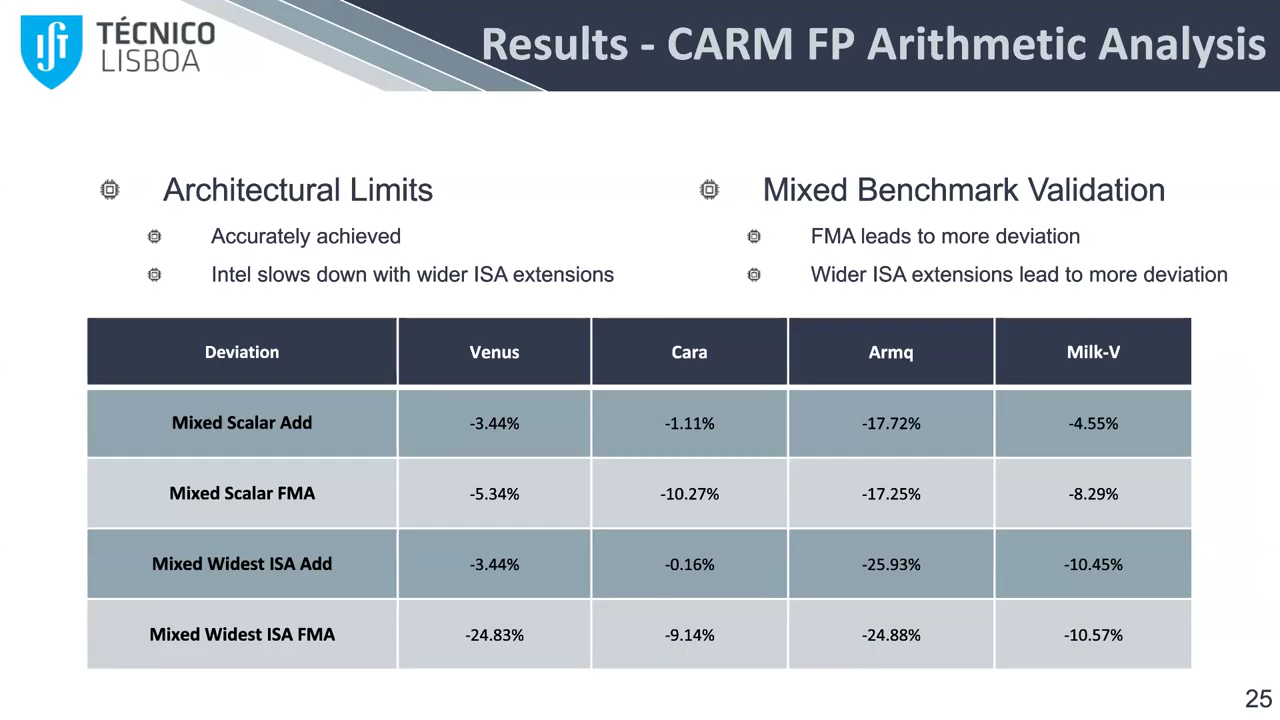 TÉCNICO
LISBOA
Results - CARM FP Arithmetic Analysis
Architectural Limits
Accurately achieved
Intel slows down with wider ISA extensions
Mixed Benchmark Validation
FMA leads to more deviation
Wider ISA extensions lead to more deviation
Deviation Venus Cara Armq Milk-V
Mixed Scalar Add -3.44% -1.11% -17.72% -4.55%
Mixed Scalar FMA -5.34% -10.27% -17.25% -8.29%
Mixed Widest ISA Add -3.44% -0.16% -25.93% -10.45%
Mixed Widest ISA FMA -24.83% -9.14% -24.88% -10.57%
25